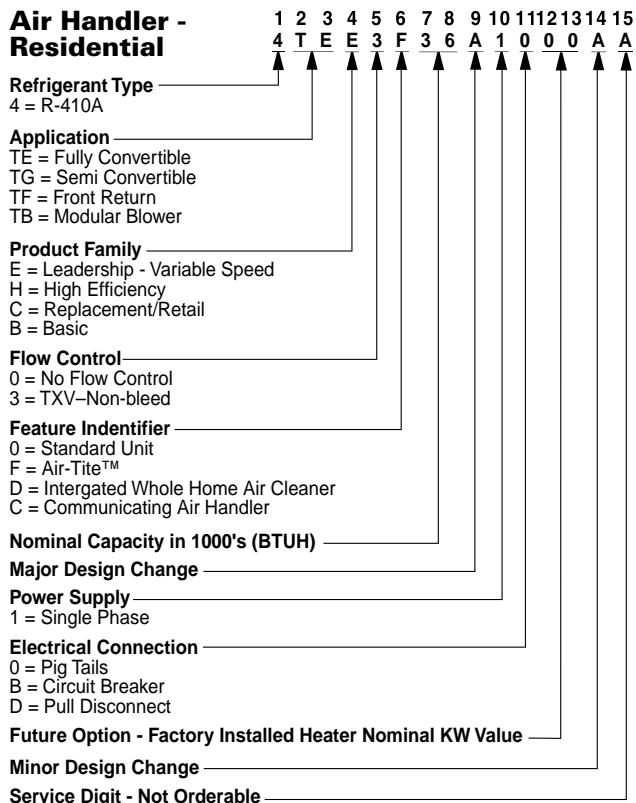 Air Handler -
Residential
1 2 3 4 5 6 7 8 9 10 11 12 13 14 15
4 T E E 3 F 3 6 A 1 0 0 0 A A
Refrigerant Type
4 = R-410A
Application
TE = Fully Convertible
TG = Semi Convertible
TF = Front Return
TB = Modular Blower
Product Family
E = Leadership - Variable Speed
H = High Efficiency
C = Replacement/Retail
B = Basic
Flow Control
0 = No Flow Control
3 = TXV–Non-bleed
Feature Indentifier
0 = Standard Unit
F = Air-Tite™
D = Intergated Whole Home Air Cleaner
C = Communicating Air Handler
Nominal Capacity in 1000's (BTUH)
Major Design Change
Power Supply
1 = Single Phase
Electrical Connection
0 = Pig Tails
B = Circuit Breaker
D = Pull Disconnect
Future Option - Factory Installed Heater Nominal KW Value
Minor Design Change
Service Digit - Not Orderable